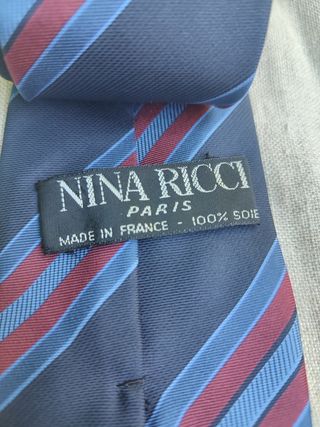 NINA RICCI
PARIS
MADE IN FRANCE - 100% SOIE